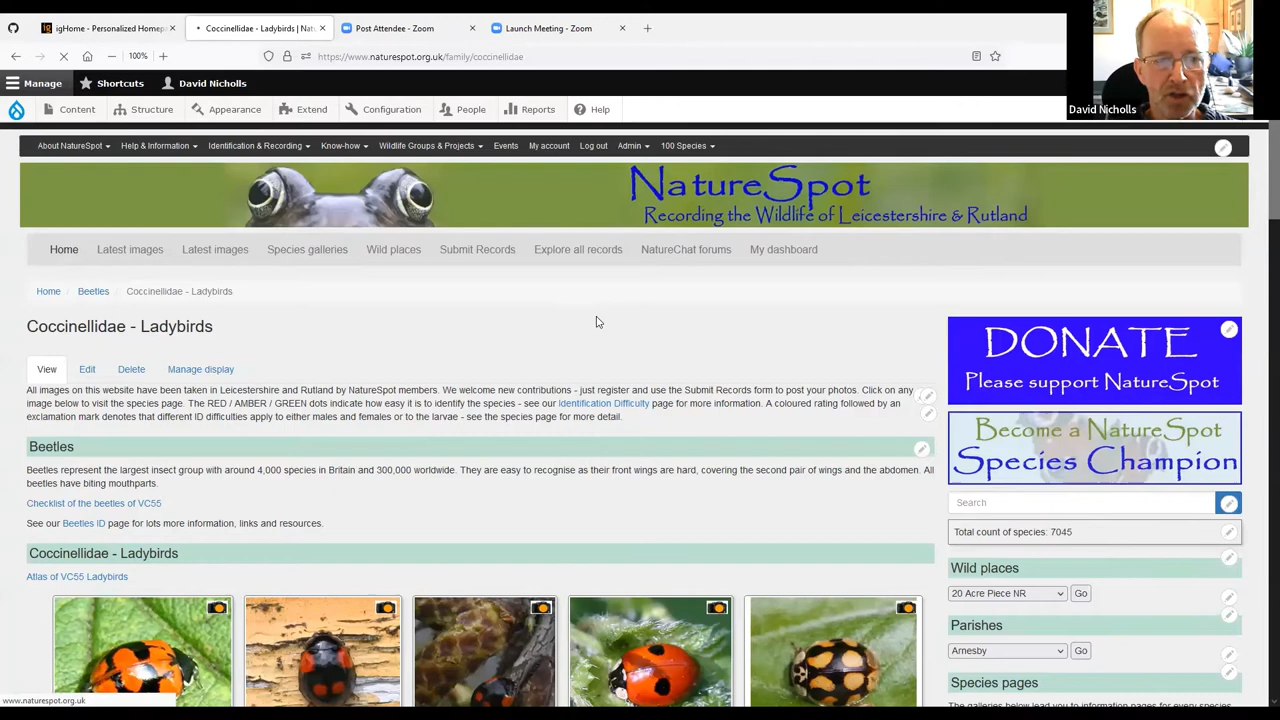 igHome - Personalized Homep
Coccinellidae - Ladybirds | Nat
Post Attendee - Zoom
Launch Meeting - Zoom
100%
https://www.naturespot.org.uk/family/coccinellidae
Manage Shortcuts David Nicholls
David Nicholls
Content Structure Appearance Extend Configuration People Reports Help
About NatureSpot Help & Information Identification & Recording Know-how Wildlife Groups & Projects Events My account Log out Admin 100 Species
NatureSpot
Recording the Wildlife of Leicestershire & Rutland
Home Latest images Latest images Species galleries Wild places Submit Records Explore all records NatureChat forums My dashboard
Home / Beetles / Coccinellidae - Ladybirds
Coccinellidae - Ladybirds
View Edit Delete Manage display
All images on this website have been taken in Leicestershire and Rutland by NatureSpot members. We welcome new contributions - just register and use the Submit Records form to post your photos. Click on any
image below to visit the species page. The RED / AMBER / GREEN dots indicate how easy it is to identify the species - see our Identification Difficulty page for more information. A coloured rating followed by an
exclamation mark denotes that different ID difficulties apply to either males and females or to the larvae - see the species page for more detail.
Beetles
Beetles represent the largest insect group with around 4,000 species in Britain and 300,000 worldwide. They are easy to recognise as their front wings are hard, covering the second pair of wings and the abdomen. All
beetles have biting mouthparts.
Checklist of the beetles of VC55
See our Beetles ID page for lots more information, links and resources.
Coccinellidae - Ladybirds
Atlas of VC55 Ladybirds
DONATE
Please support NatureSpot
Become a NatureSpot
Species Champion
Search
Total count of species: 7045
Wild places
20 Acre Piece NR Go
Parishes
Arnesby Go
Species pages
The galleries below lead you to information pages for every species
www.naturespot.org.uk